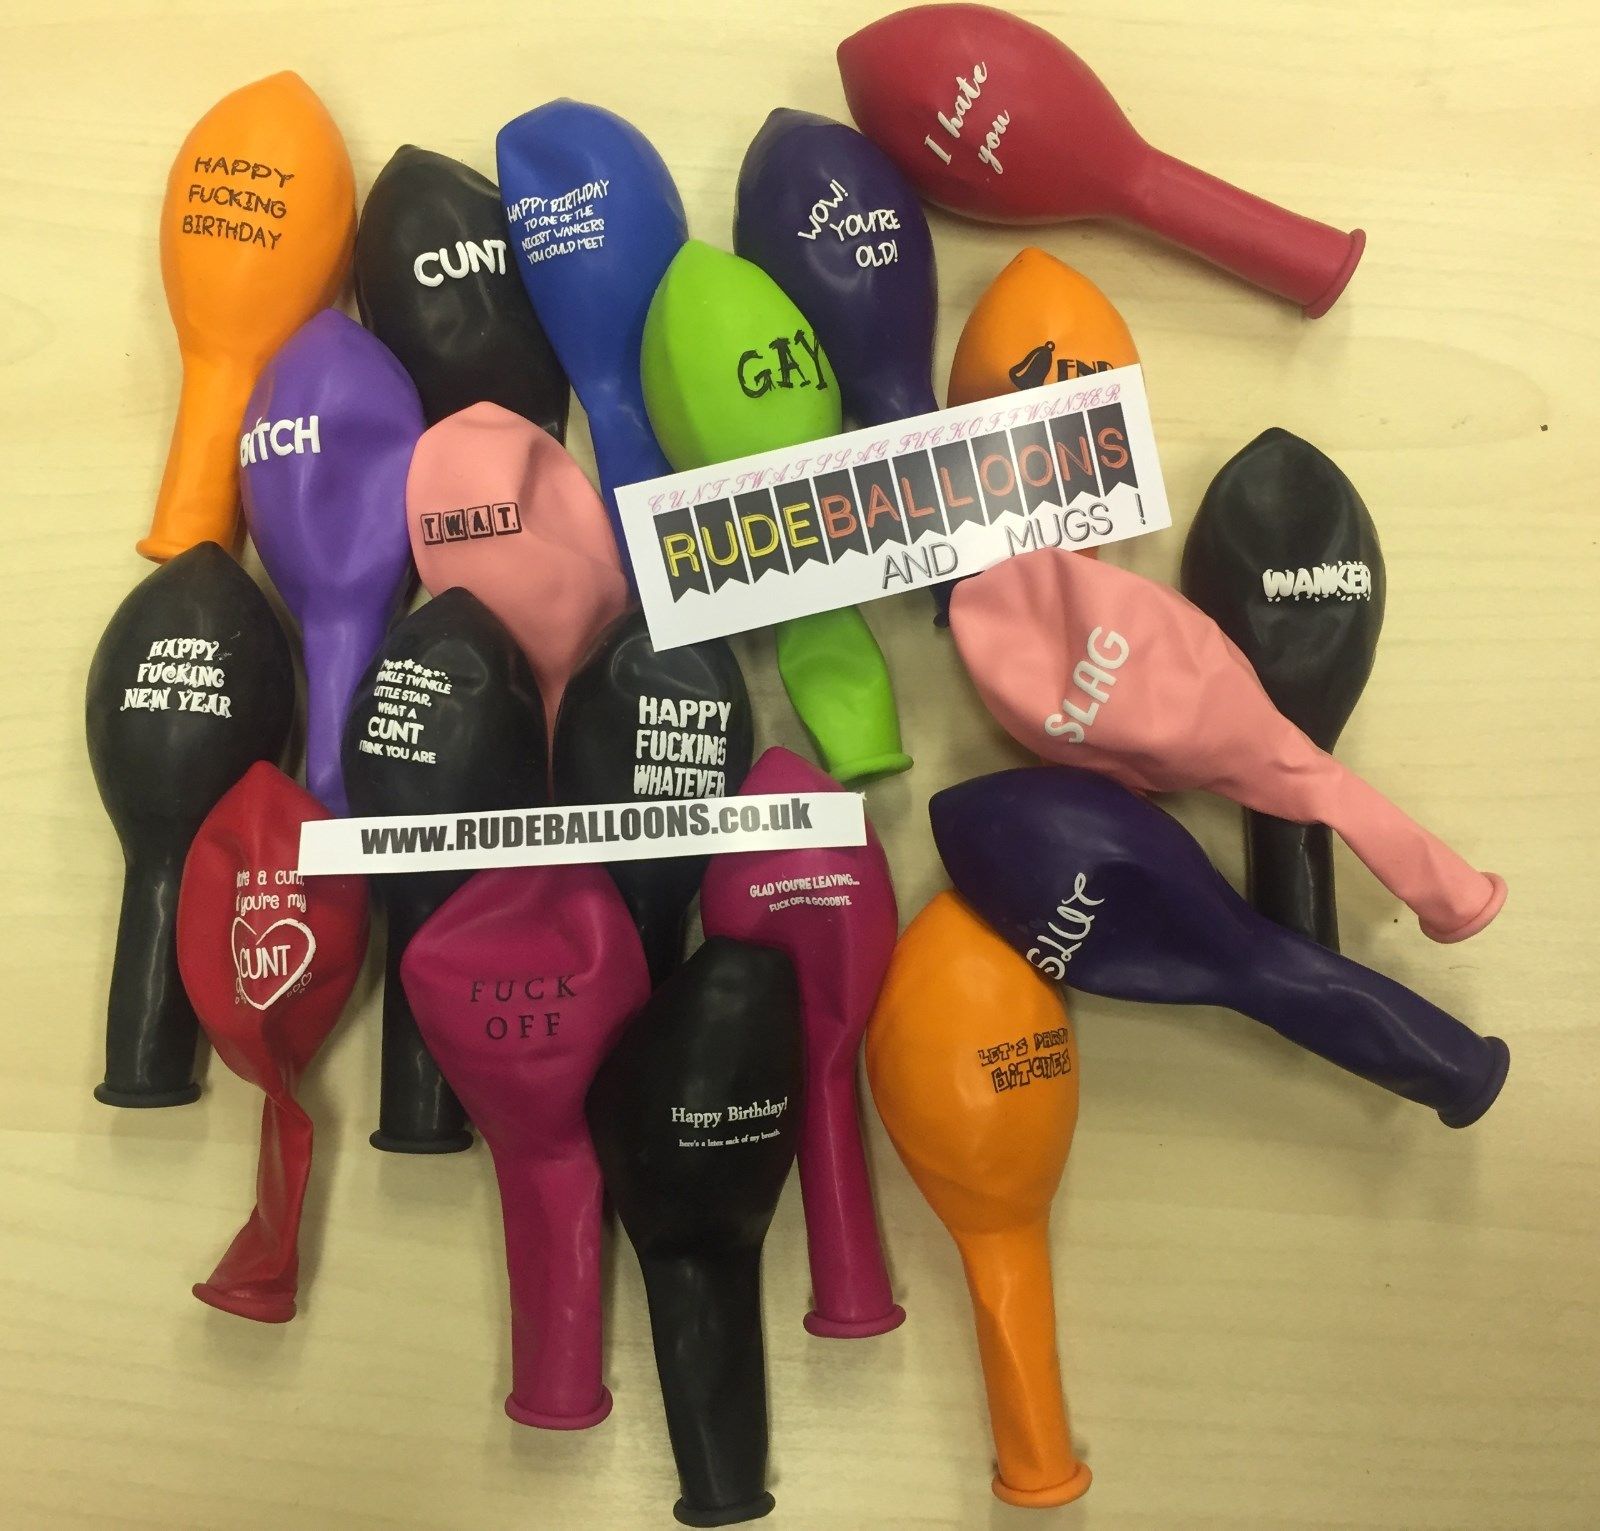 I hate
you
HAPPY
FUCKING
BIRTHDAY
CUNT
HAPPY BIRTHDAY
TO ONE OF THE
NICEST WANKERS
YOU COULD MEET
WOW!
YOU'RE
OLD!
GAY
BITCH
T.W.A.T.
CUNT TWAT SLAG FUCK OFF WANKER
RUDEBALLOONS
AND MUGS !
WANKER
HAPPY
FUCKING
NEW YEAR
TWINKLE
LITTLE STAR,
WHAT A
CUNT
THINK YOU ARE
HAPPY
FUCKING
WHATEVER
SLAG
www.RUDEBALLOONS.co.uk
a cunt,
you're my
CUNT
GLAD YOU'RE LEAVING...
FUCK OFF & GOODBYE
SLUT
FUCK
OFF
LET'S PARTY
BITCHES
Happy Birthday!
here's a latex sack of my breath.